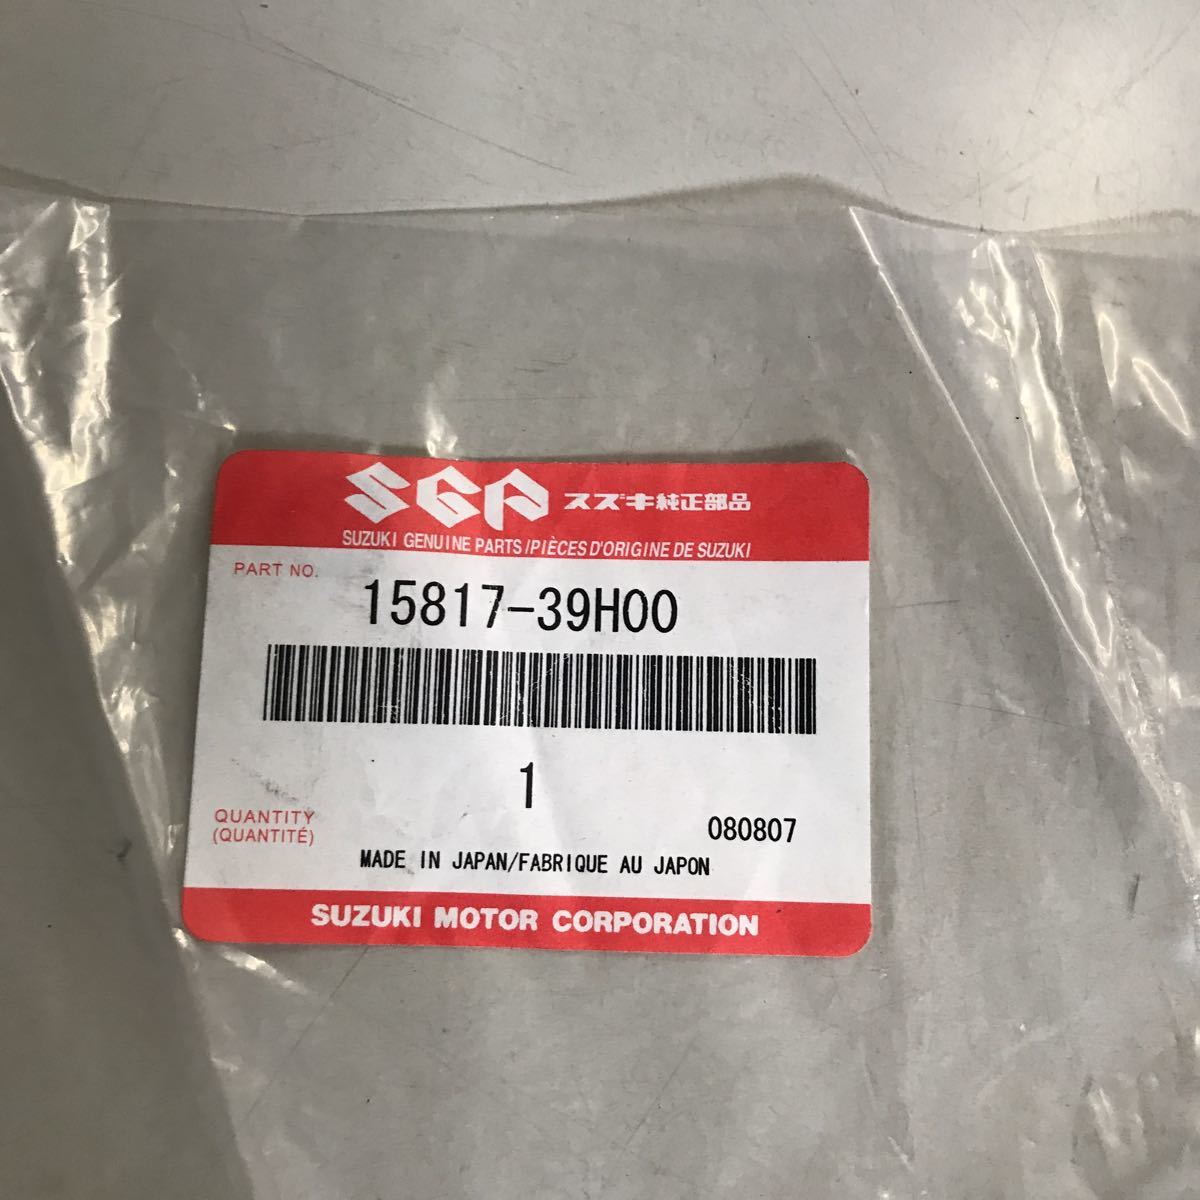 SGP スズキ純正部品
SUZUKI GENUINE PARTS/PIÈCES D'ORIGINE DE SUZUKI
PART NO. 15817-39H00
1
QUANTITY
(QUANTITÉ)
080807
MADE IN JAPAN/FABRIQUE AU JAPON
SUZUKI MOTOR CORPORATION